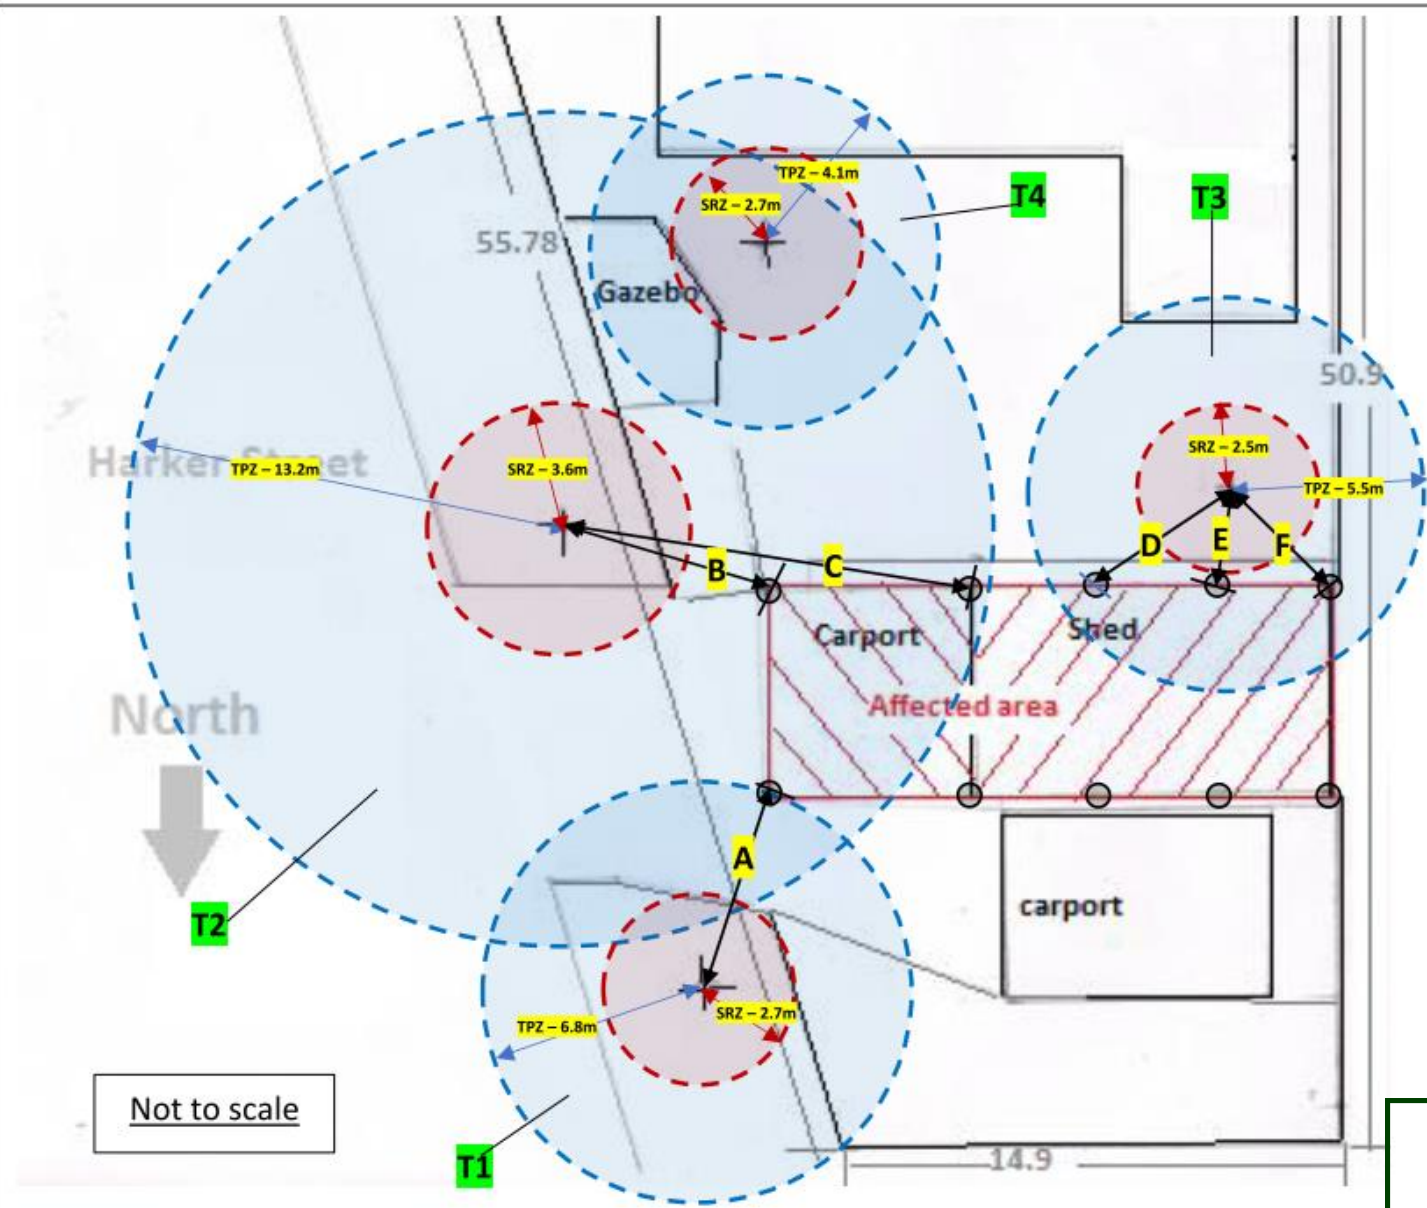 TPZ – 4.1m
SRZ – 2.7m
T4
T3
55.78
Gazebo
50.9
Harker Street
TPZ – 13.2m
SRZ – 3.6m
SRZ – 2.5m
TPZ – 5.5m
D
E
F
B
C
Carport
Shed
Affected area
North
A
T2
carport
SRZ – 2.7m
TPZ – 6.8m
Not to scale
T1
14.9